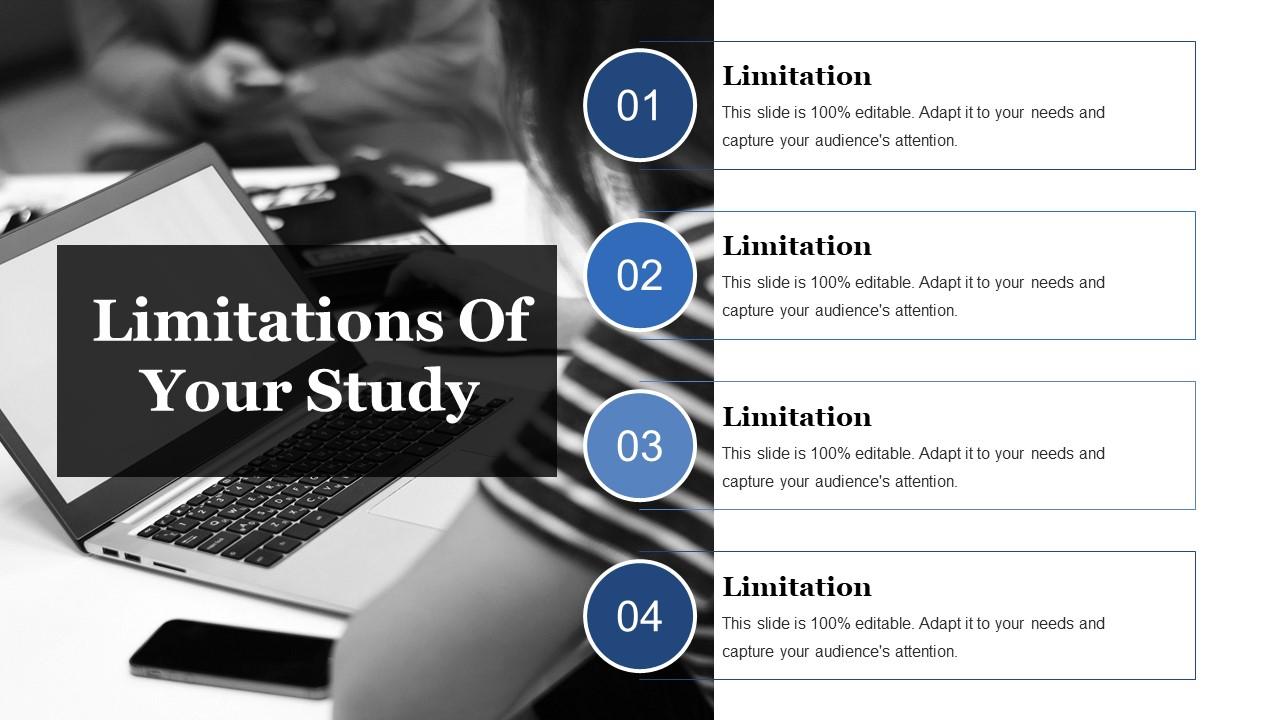 Limitations Of
Your Study
01
Limitation
This slide is 100% editable. Adapt it to your needs and
capture your audience's attention.
02
Limitation
This slide is 100% editable. Adapt it to your needs and
capture your audience's attention.
03
Limitation
This slide is 100% editable. Adapt it to your needs and
capture your audience's attention.
04
Limitation
This slide is 100% editable. Adapt it to your needs and
capture your audience's attention.